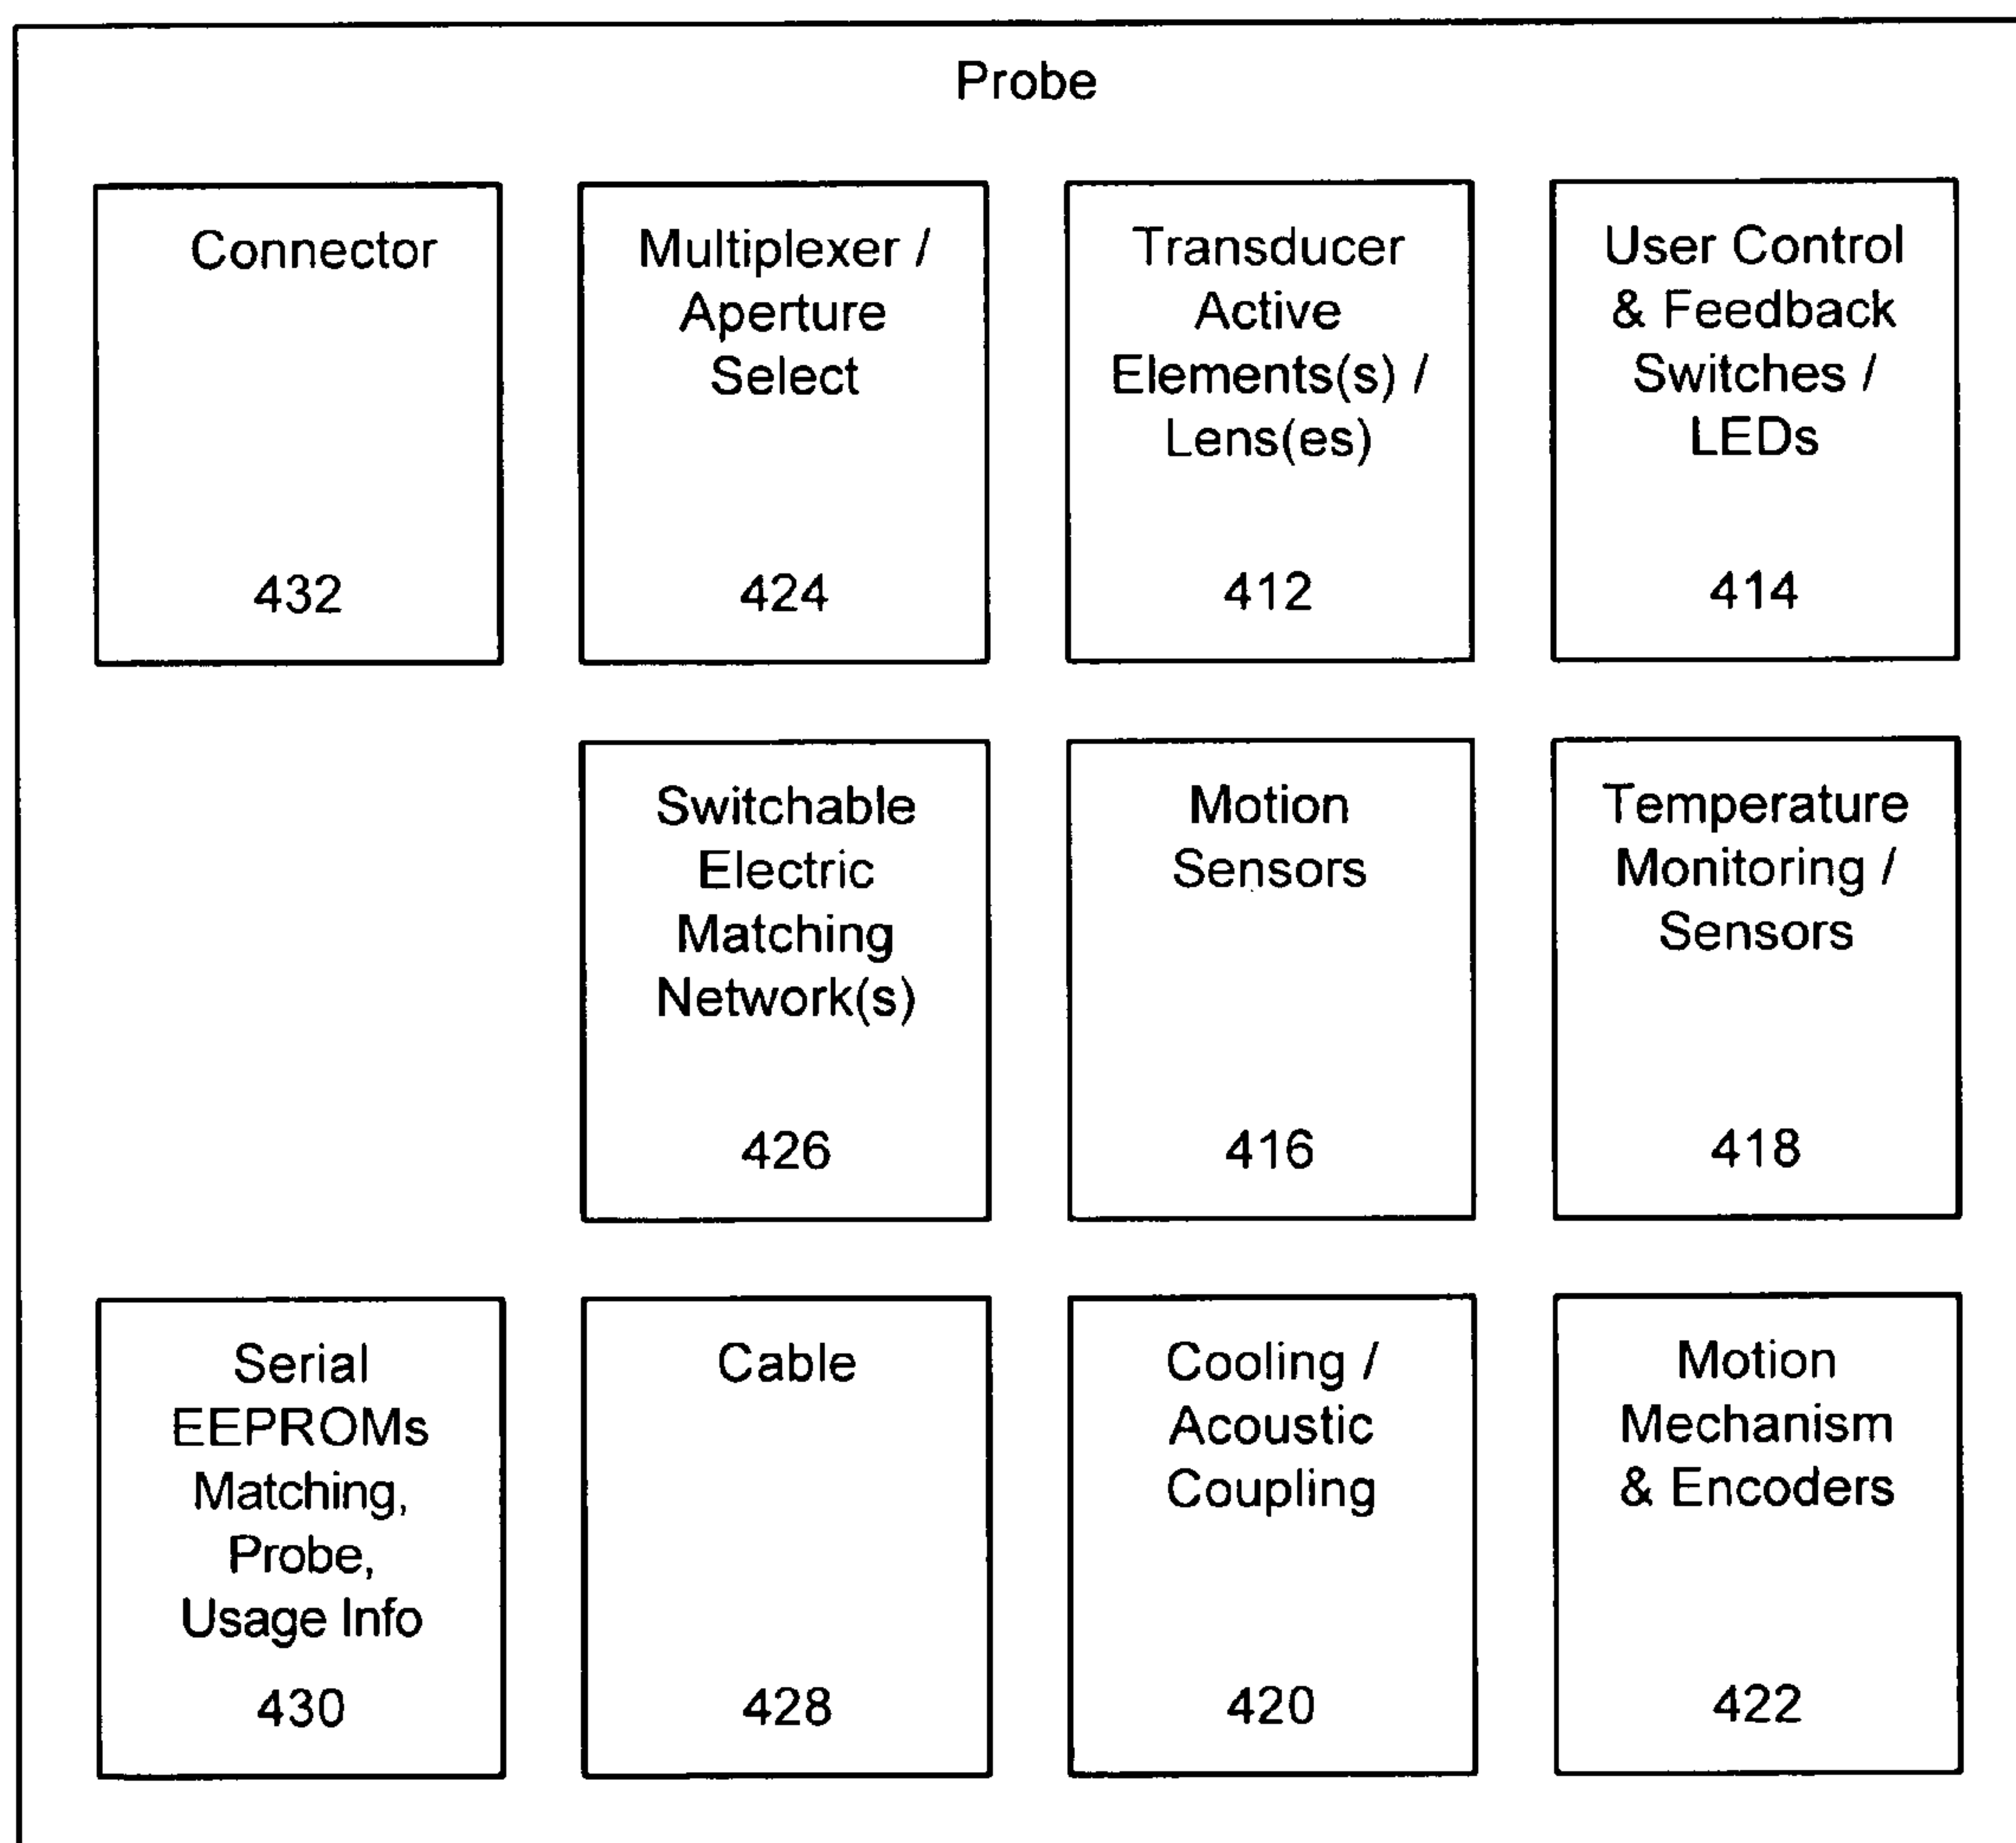 Probe
Connector
432
Multiplexer /
Aperture
Select
424
Transducer
Active
Elements(s) /
Lens(es)
412
User Control
& Feedback
Switches /
LEDs
414
Switchable
Electric
Matching
Network(s)
426
Motion
Sensors
416
Temperature
Monitoring /
Sensors
418
Serial
EEPROMs
Matching,
Probe,
Usage Info
430
Cable
428
Cooling /
Acoustic
Coupling
420
Motion
Mechanism
& Encoders
422